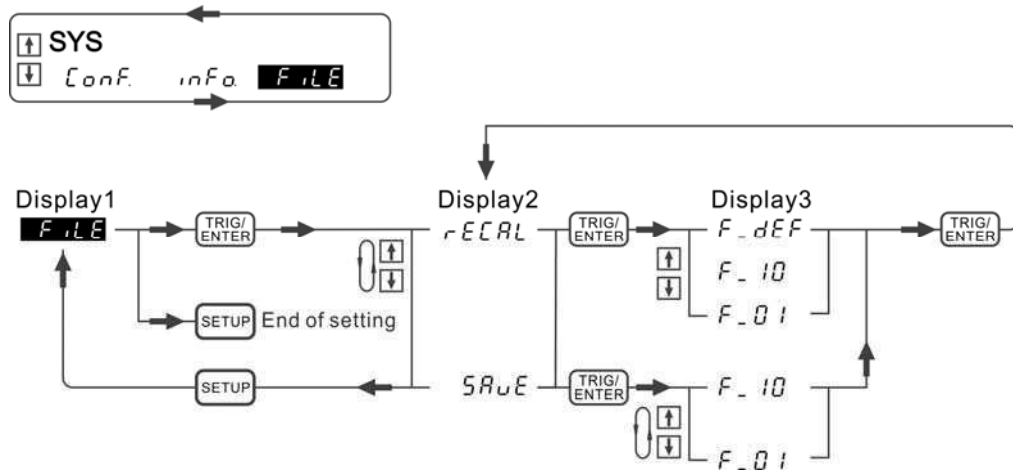 SYS
ConF. inFo. FiLE
Display1 Display2 Display3
FiLE TRIG/ENTER rECAL TRIG/ENTER F_dEF TRIG/ENTER
F_10
F_01
SETUP End of setting
SETUP SAvE TRIG/ENTER F_10
F_01